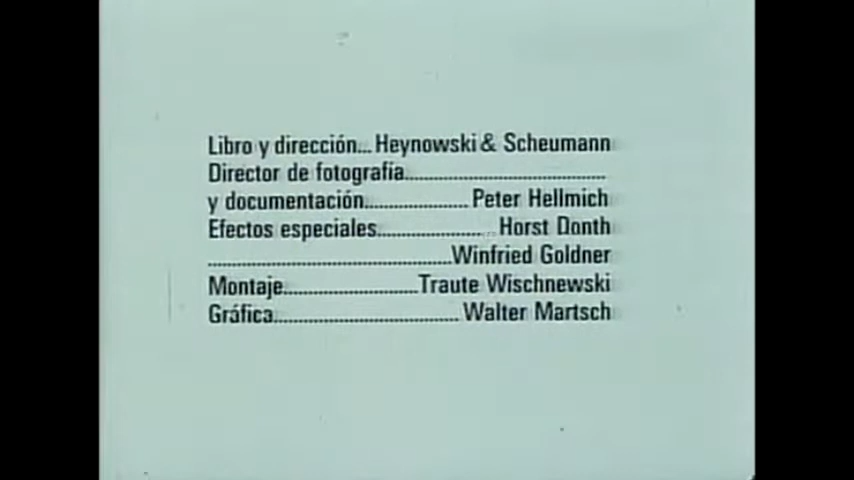 Libro y dirección... Heynowski & Scheumann
Director de fotografía........................................
y documentación..................... Peter Hellmich
Efectos especiales..................... Horst Donth
.................................................Winfried Goldner
Montaje...........................Traute Wischnewski
Gráfica..................................... Walter Martsch